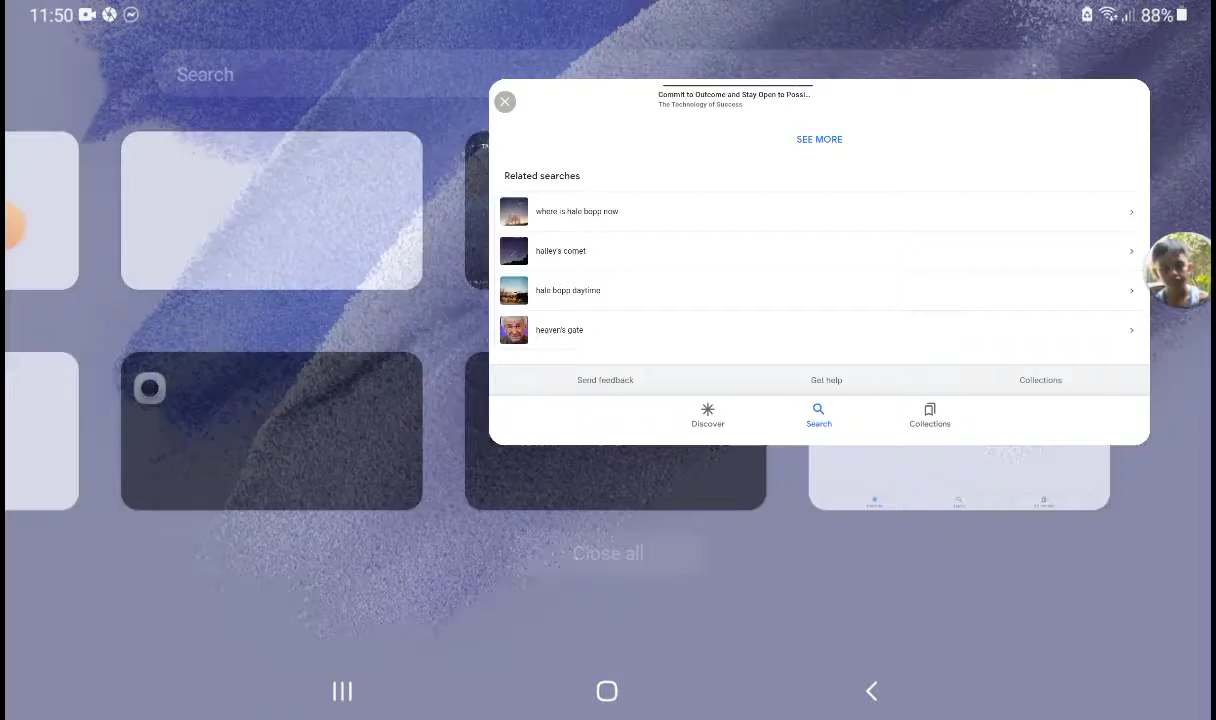 11:50
88%
Search
Commit to Outcome and Stay Open to Possi...
The Technology of Success
SEE MORE
Related searches
where is hale bopp now
halley's comet
hale bopp daytime
heaven's gate
Send feedback
Get help
Collections
Discover
Search
Collections
Close all